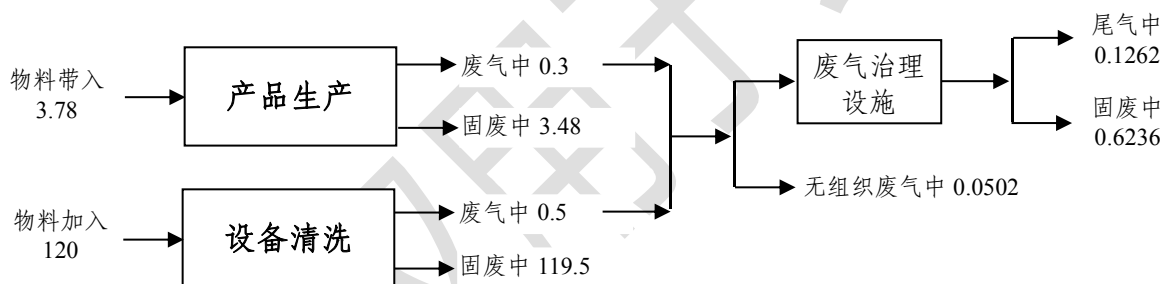 物料带入
3.78
产品生产
废气中 0.3
固废中 3.48
物料加入
120
设备清洗
废气中 0.5
固废中 119.5
废气治理
设施
无组织废气中 0.0502
尾气中
0.1262
固废中
0.6236